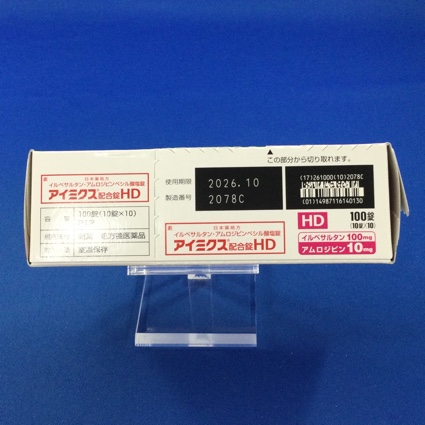 ▲
この部分から切り取れます。
日本薬局方
イルベサルタン・アムロジピンベシル酸塩錠
アイミクス®配合錠HD
100錠(10錠×10)
PTP
処方箋医薬品
室温保存
使用期限 2026.10
製造番号 2078C
日本薬局方
イルベサルタン・アムロジピンベシル酸塩錠
アイミクス®配合錠HD
(17)261000(10)2078C
(01)14987116140130
HD 100錠
(10錠×10)
イルベサルタン 100mg
アムロジピン 10mg